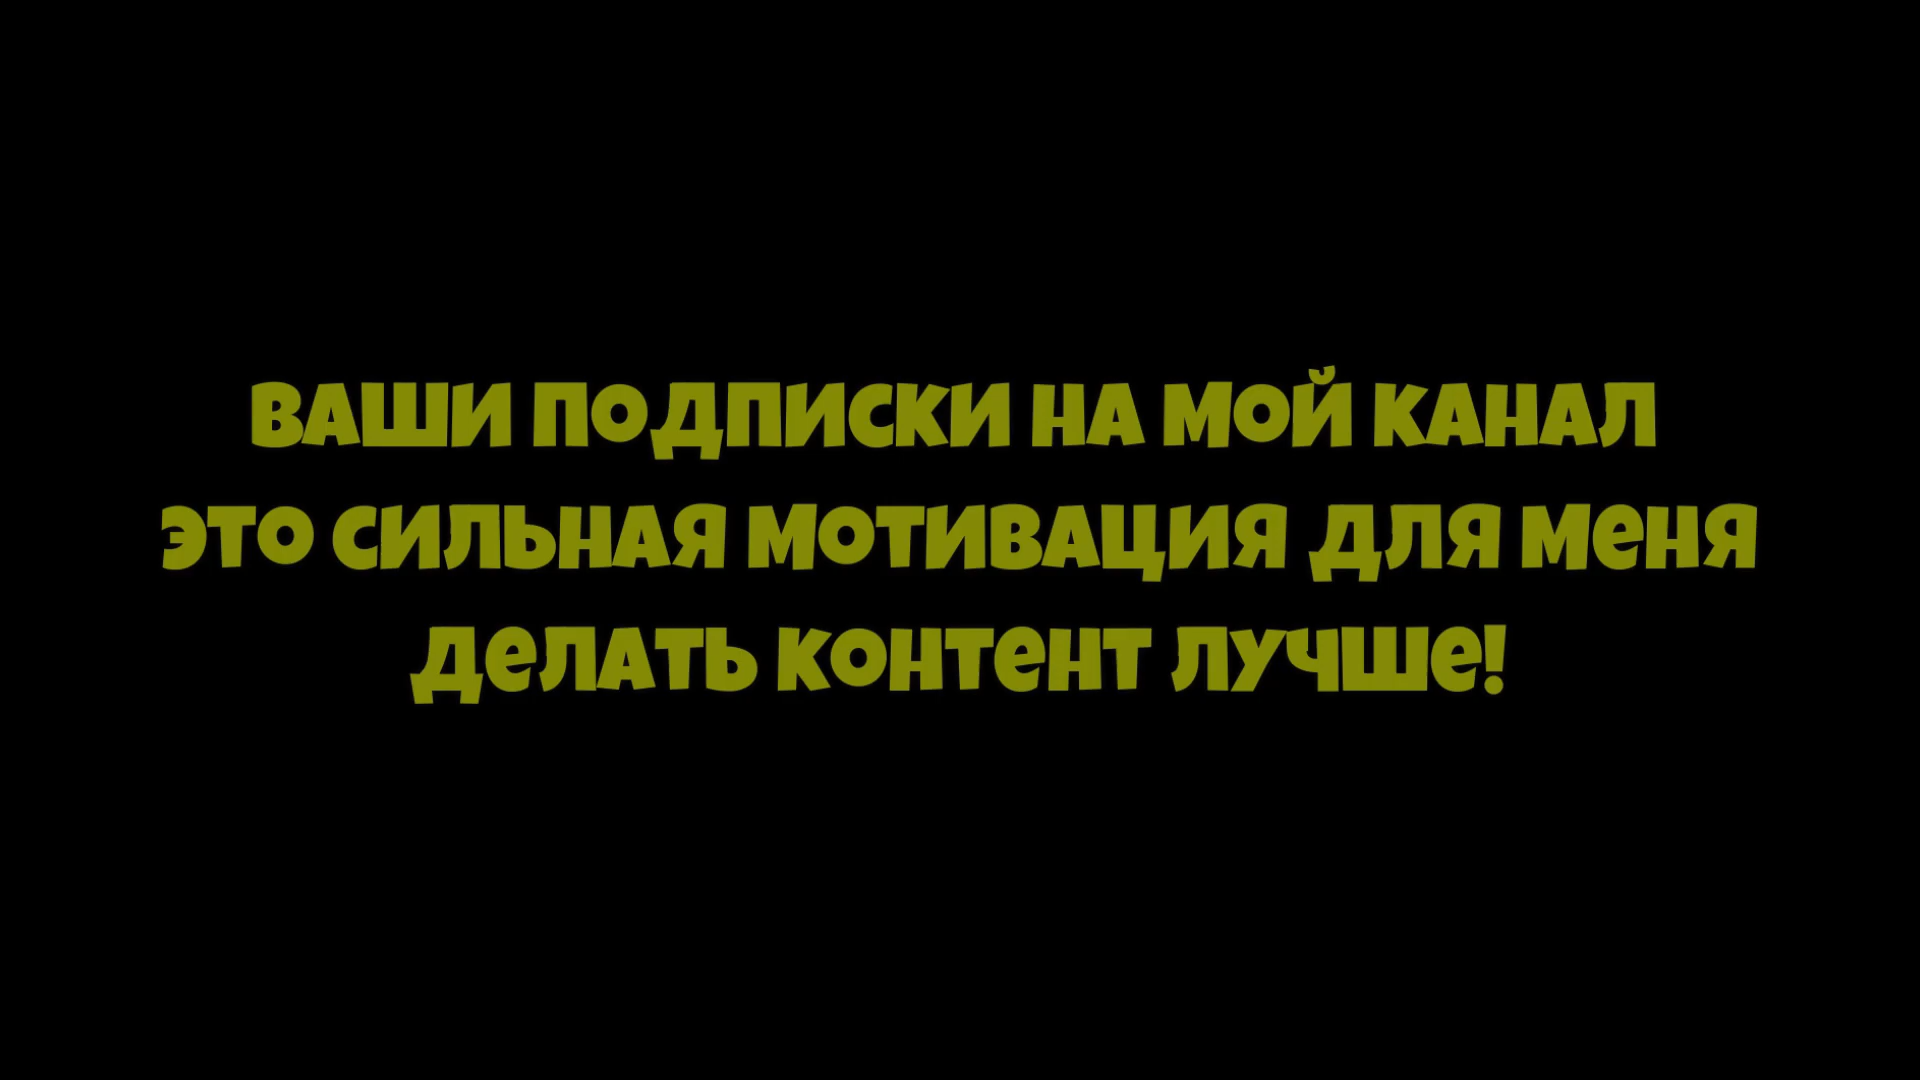 ВАШИ ПОДПИСКИ НА МОЙ КАНАЛ
ЭТО СИЛЬНАЯ МОТИВАЦИЯ ДЛЯ МЕНЯ
ДЕЛАТЬ КОНТЕНТ ЛУЧШЕ!